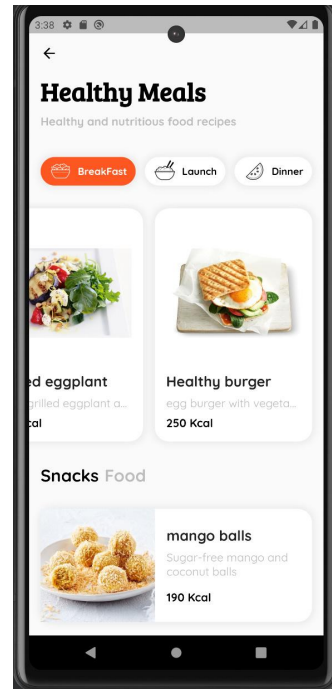 3:38
Healthy Meals
Healthy and nutritious food recipes
BreakFast Launch Dinner
ed eggplant
grilled eggplant a...
cal
Healthy burger
egg burger with vegeta...
250 Kcal
Snacks Food
mango balls
Sugar-free mango and
coconut balls
190 Kcal